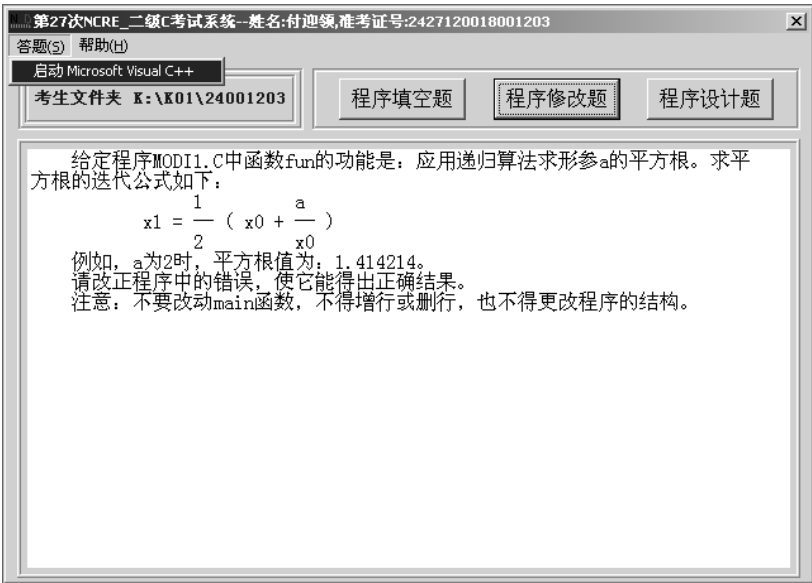 第27次NCRE_二级C考试系统--姓名:付迎领,准考证号:2427120018001203
答题(S) 帮助(H)
启动 Microsoft Visual C++
考生文件夹 K:\K01\24001203
程序填空题 程序修改题 程序设计题
给定程序MODI1.C中函数fun的功能是：应用递归算法求形参a的平方根。求平
方根的迭代公式如下：
1 a
x1 = — ( x0 + — )
2 x0
例如，a为2时，平方根值为：1.414214。
请改正程序中的错误，使它能得出正确结果。
注意：不要改动main函数，不得增行或删行，也不得更改程序的结构。